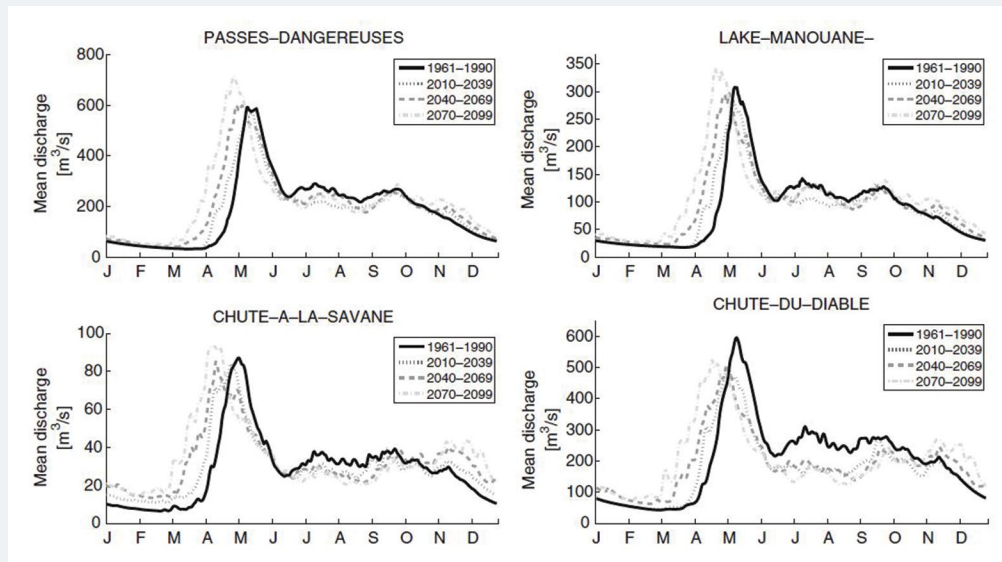 PASSES–DANGEREUSES
800
600
400
200
0
Mean discharge
[m³/s]
1961–1990
2010–2039
2040–2069
2070–2099
J F M A M J J A S O N D
LAKE–MANOUANE–
350
300
250
200
150
100
50
0
Mean discharge
[m³/s]
1961–1990
2010–2039
2040–2069
2070–2099
J F M A M J J A S O N D
CHUTE–A–LA–SAVANE
100
80
60
40
20
0
Mean discharge
[m³/s]
1961–1990
2010–2039
2040–2069
2070–2099
J F M A M J J A S O N D
CHUTE–DU–DIABLE
600
500
400
300
200
100
0
Mean discharge
[m³/s]
1961–1990
2010–2039
2040–2069
2070–2099
J F M A M J J A S O N D